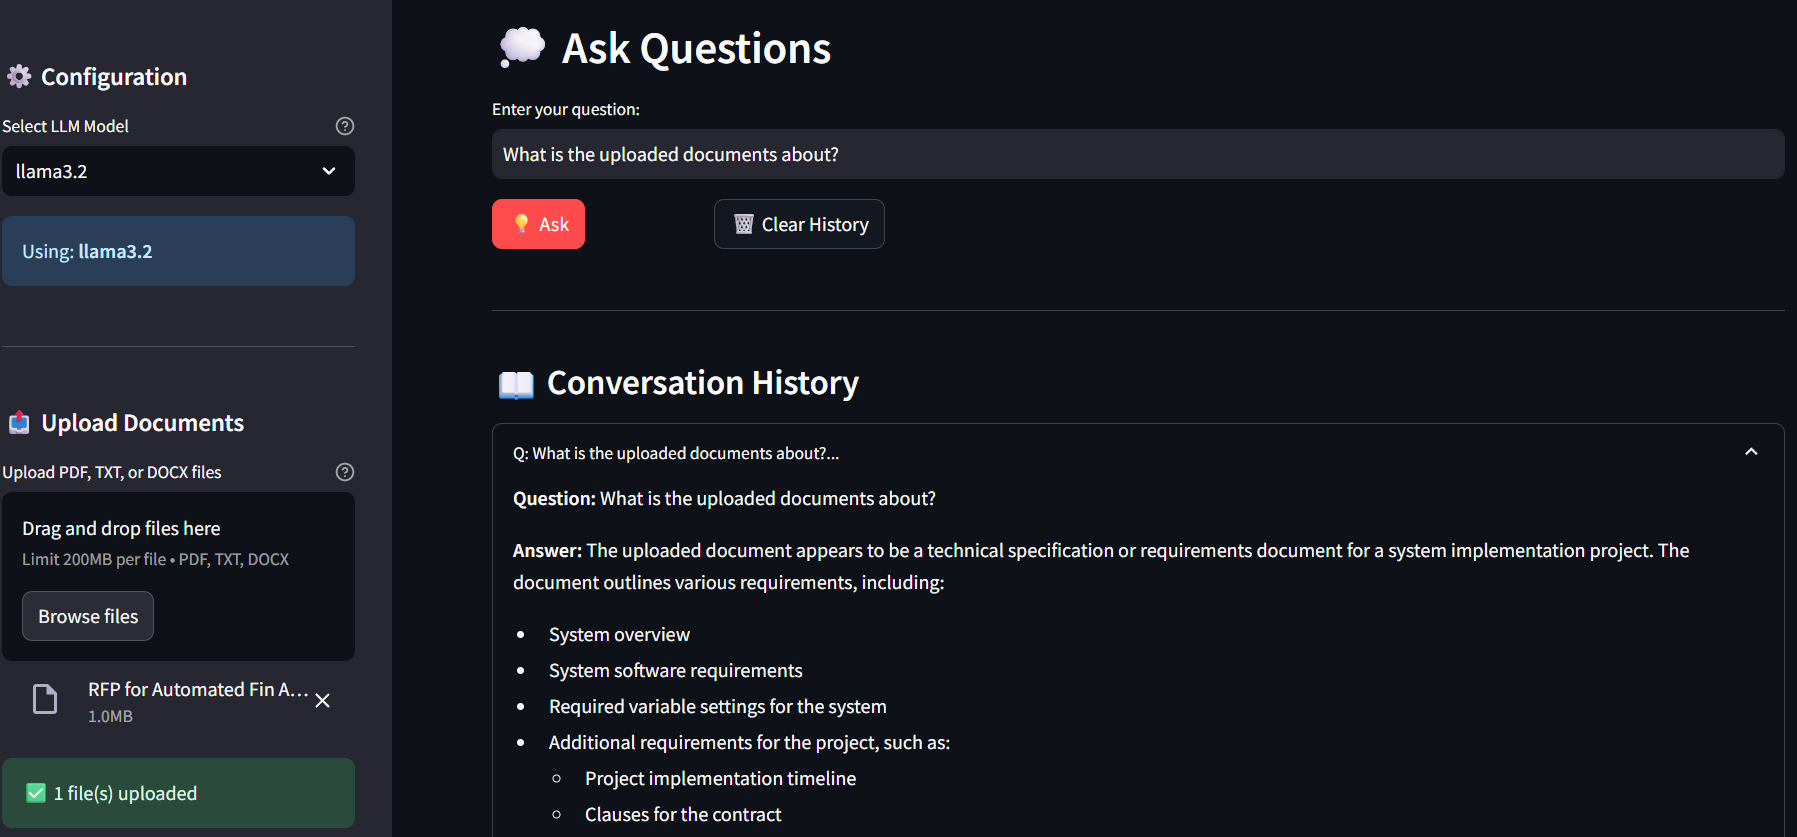 Configuration
Select LLM Model
llama3.2
Using: llama3.2
Upload Documents
Upload PDF, TXT, or DOCX files
Drag and drop files here
Limit 200MB per file • PDF, TXT, DOCX
Browse files
RFP for Automated Fin A...
1.0MB
1 file(s) uploaded
Ask Questions
Enter your question:
What is the uploaded documents about?
Ask
Clear History
Conversation History
Q: What is the uploaded documents about?...
Question: What is the uploaded documents about?
Answer: The uploaded document appears to be a technical specification or requirements document for a system implementation project. The
document outlines various requirements, including:
System overview
System software requirements
Required variable settings for the system
Additional requirements for the project, such as:
Project implementation timeline
Clauses for the contract